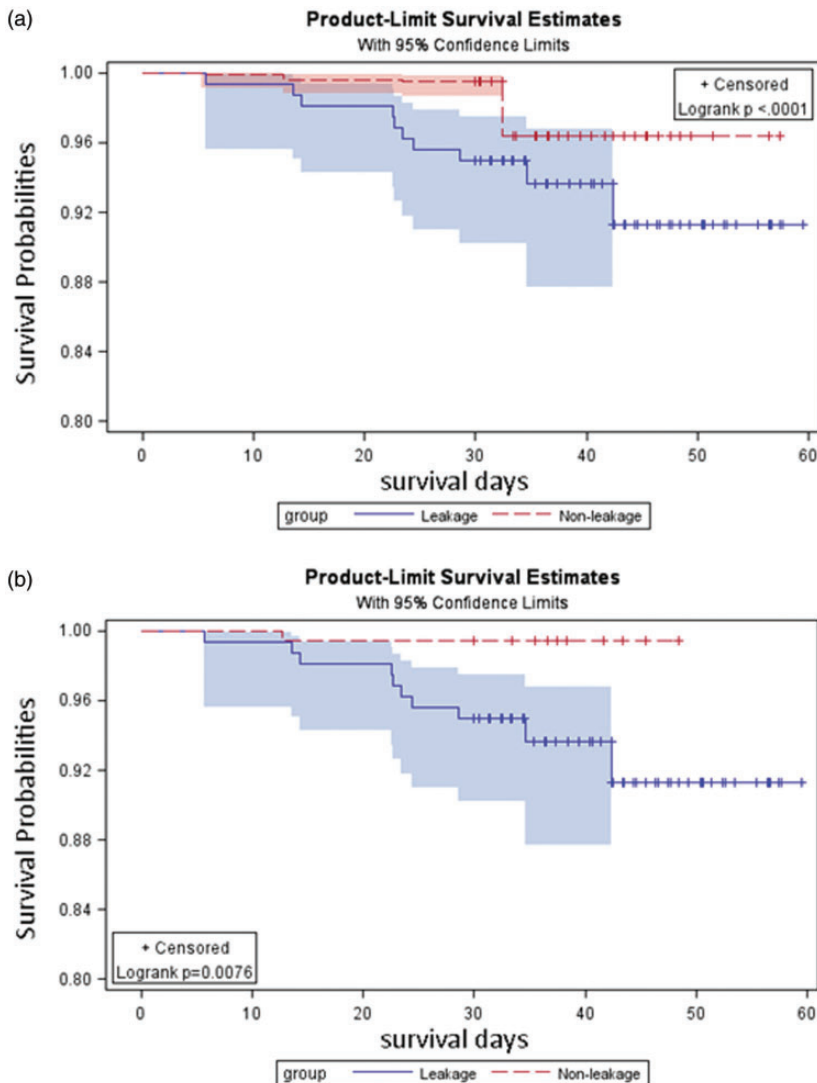 (a)
Product-Limit Survival Estimates
With 95% Confidence Limits
+ Censored
Logrank p <.0001
Survival Probabilities
1.00
0.96
0.92
0.88
0.84
0.80
0 10 20 30 40 50 60
survival days
group Leakage Non-leakage
(b)
Product-Limit Survival Estimates
With 95% Confidence Limits
Survival Probabilities
1.00
0.96
0.92
0.88
0.84
0.80
+ Censored
Logrank p=0.0076
0 10 20 30 40 50 60
survival days
group Leakage Non-leakage